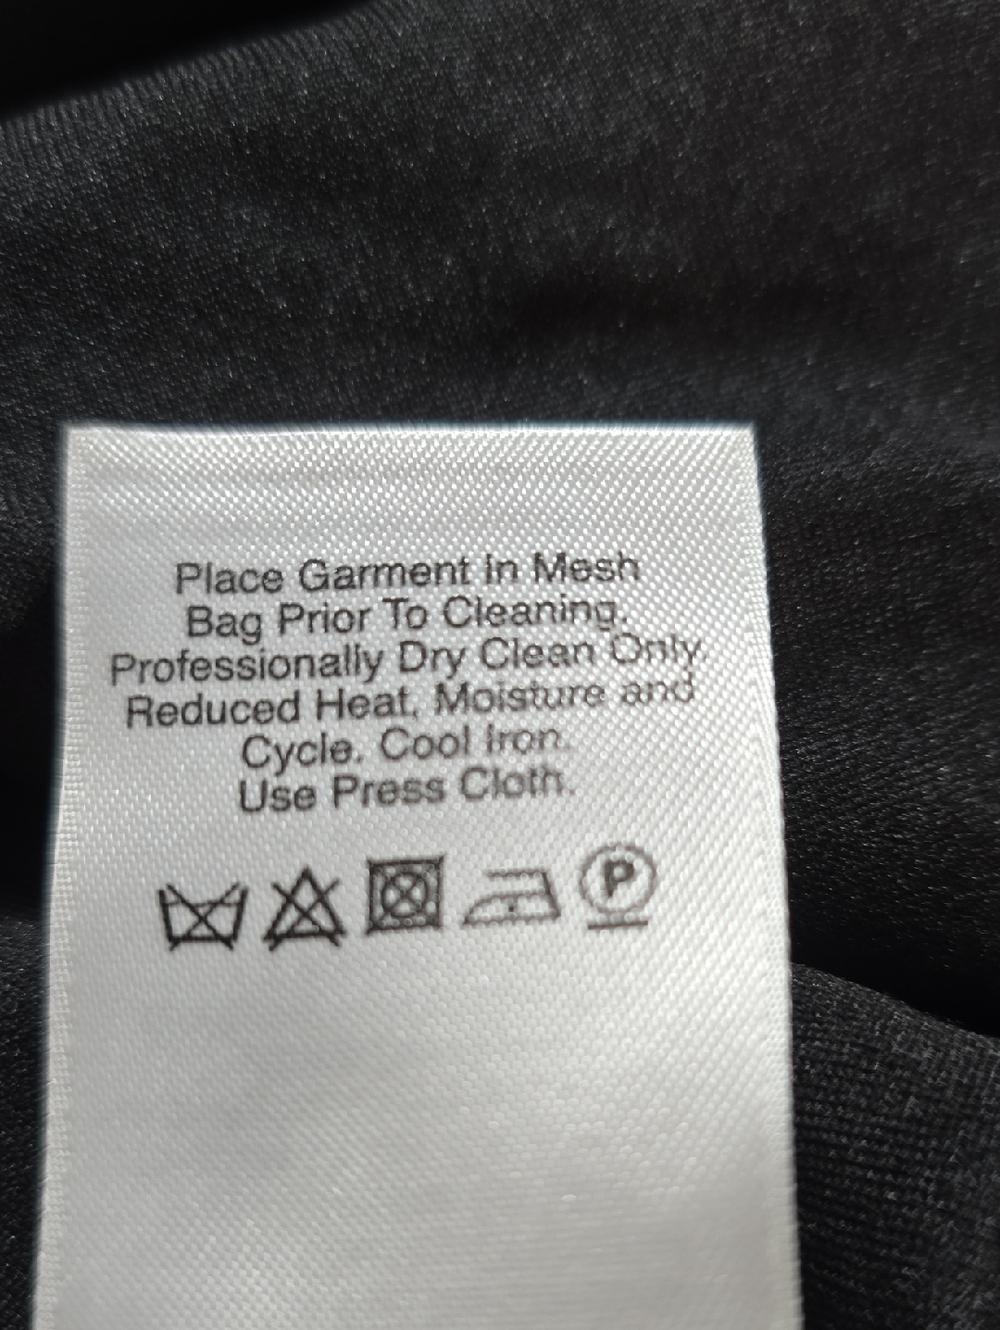 Place Garment in Mesh
Bag Prior To Cleaning.
Professionally Dry Clean Only.
Reduced Heat, Moisture and
Cycle. Cool Iron.
Use Press Cloth.
P